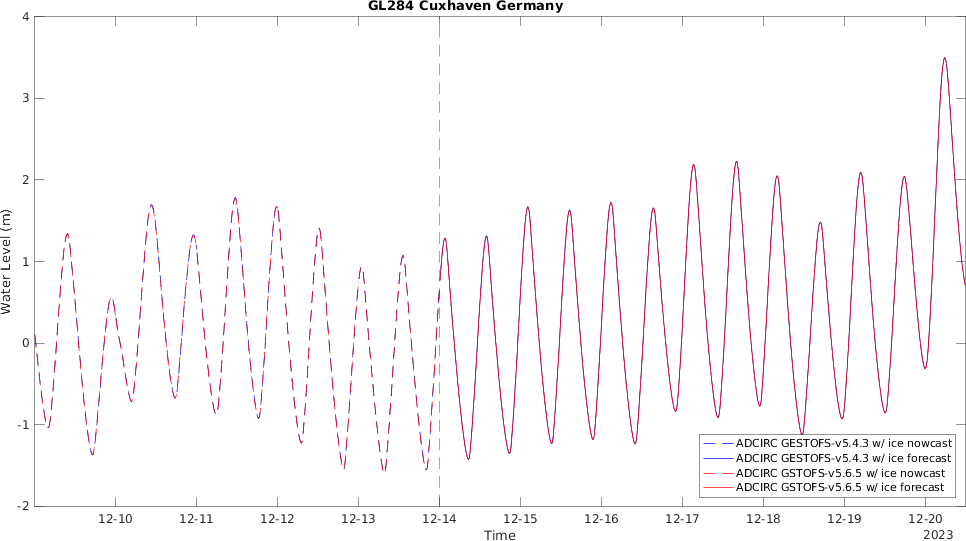 GL284 Cuxhaven Germany
4
3
2
1
0
-1
-2
Water Level (m)
ADCIRC GESTOFS-v5.4.3 w/ ice nowcast
ADCIRC GESTOFS-v5.4.3 w/ ice forecast
ADCIRC GSTOFS-v5.6.5 w/ ice nowcast
ADCIRC GSTOFS-v5.6.5 w/ ice forecast
12-10 12-11 12-12 12-13 12-14 12-15 12-16 12-17 12-18 12-19 12-20
Time 2023